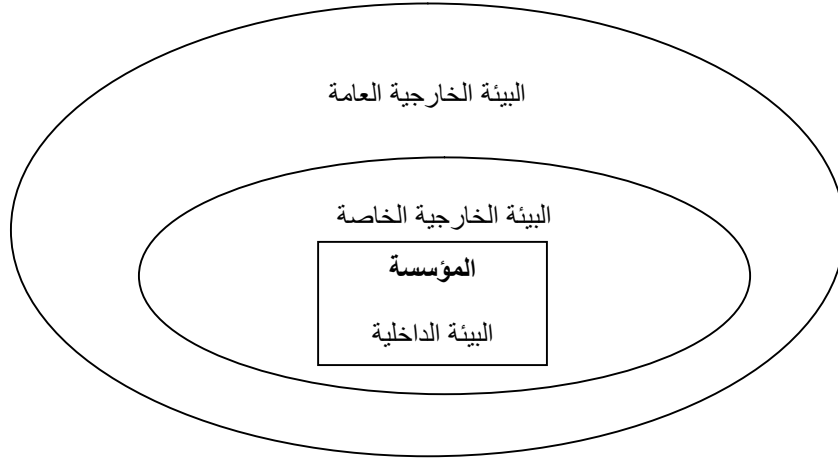 البيئة الخارجية العامة
البيئة الخارجية الخاصة
المؤسسة
البيئة الداخلية